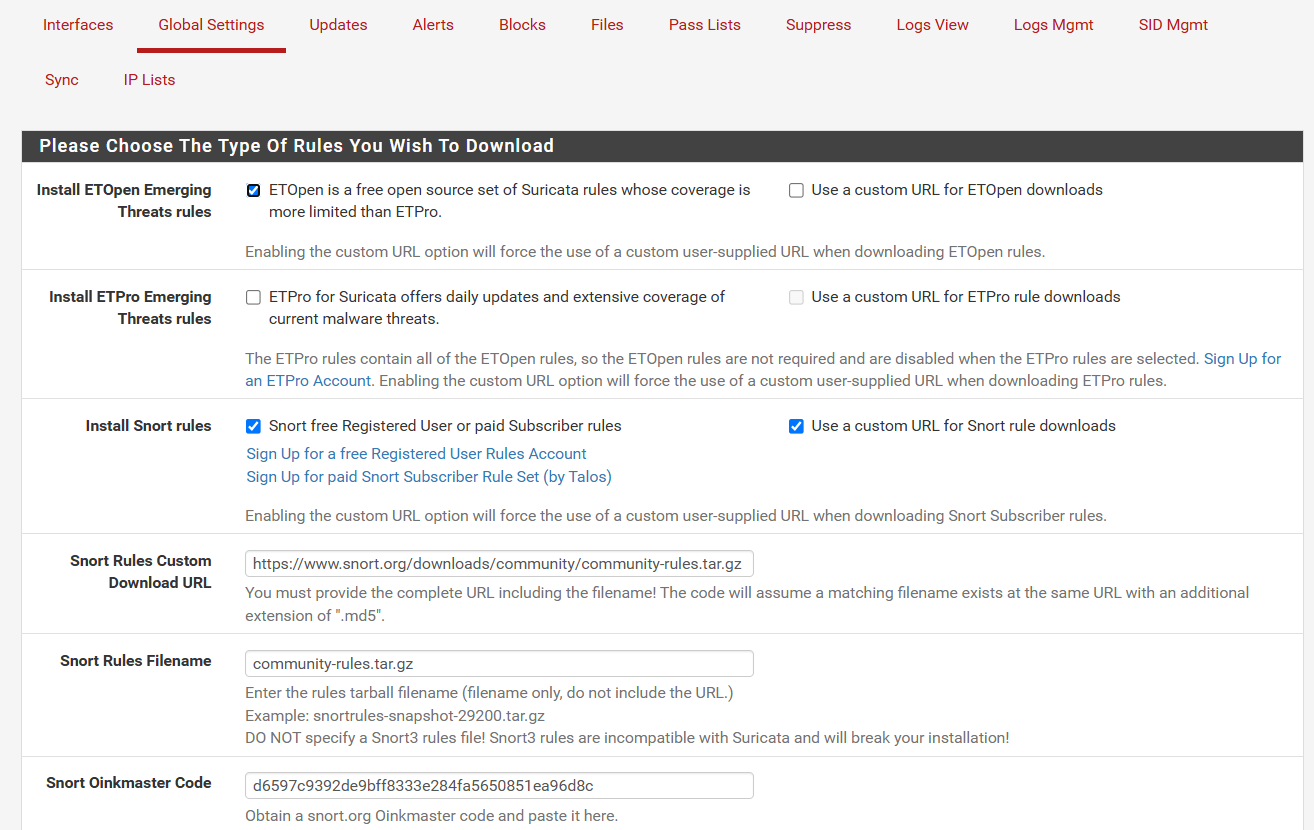 Interfaces Global Settings Updates Alerts Blocks Files Pass Lists Suppress Logs View Logs Mgmt SID Mgmt
Sync IP Lists
Please Choose The Type Of Rules You Wish To Download
Install ETOpen Emerging Threats rules
ETOpen is a free open source set of Suricata rules whose coverage is
more limited than ETPro.
Use a custom URL for ETOpen downloads
Enabling the custom URL option will force the use of a custom user-supplied URL when downloading ETOpen rules.
Install ETPro Emerging Threats rules
ETPro for Suricata offers daily updates and extensive coverage of
current malware threats.
Use a custom URL for ETPro rule downloads
The ETPro rules contain all of the ETOpen rules, so the ETOpen rules are not required and are disabled when the ETPro rules are selected. Sign Up for
an ETPro Account. Enabling the custom URL option will force the use of a custom user-supplied URL when downloading ETPro rules.
Install Snort rules
Snort free Registered User or paid Subscriber rules
Use a custom URL for Snort rule downloads
Sign Up for a free Registered User Rules Account
Sign Up for paid Snort Subscriber Rule Set (by Talos)
Enabling the custom URL option will force the use of a custom user-supplied URL when downloading Snort Subscriber rules.
Snort Rules Custom
Download URL
https://www.snort.org/downloads/community/community-rules.tar.gz
You must provide the complete URL including the filename! The code will assume a matching filename exists at the same URL with an additional
extension of ".md5".
Snort Rules Filename
community-rules.tar.gz
Enter the rules tarball filename (filename only, do not include the URL.)
Example: snortrules-snapshot-29200.tar.gz
DO NOT specify a Snort3 rules file! Snort3 rules are incompatible with Suricata and will break your installation!
Snort Oinkmaster Code
d6597c9392de9bff8333e284fa5650851ea96d8c
Obtain a snort.org Oinkmaster code and paste it here.